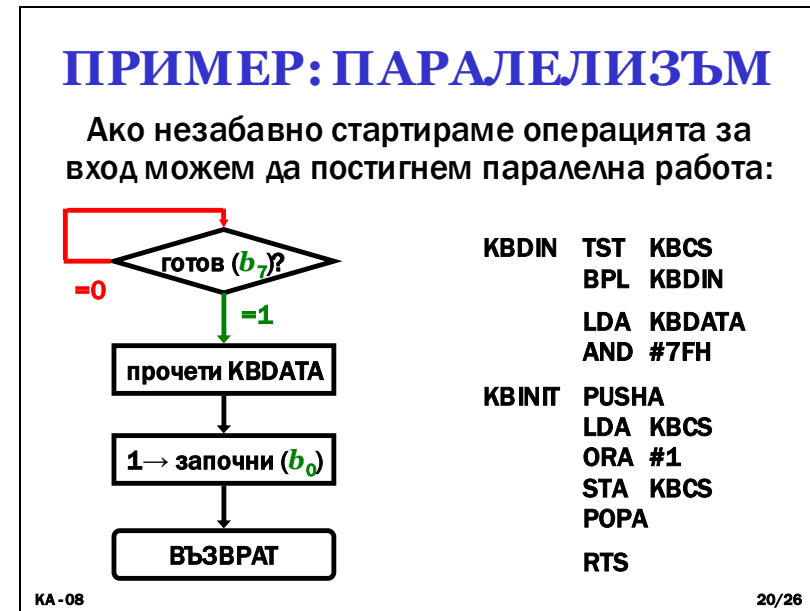 ПРИМЕР: ПАРАЛЕЛИЗЪМ
Ако незабавно стартираме операцията за
вход можем да постигнем паралелна работа:
готов (b₇)?
=0
=1
прочети KBDATA
1→ започни (b₀)
ВЪЗВРАТ
KBDIN TST KBCS
BPL KBDIN
LDA KBDATA
AND #7FH
KBINIT PUSHA
LDA KBCS
ORA #1
STA KBCS
POPA
RTS
КА-08
20/26